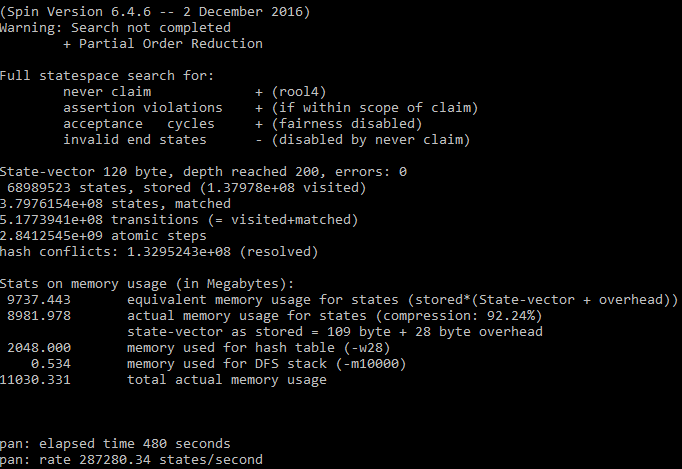 (Spin Version 6.4.6 -- 2 December 2016)
Warning: Search not completed
        + Partial Order Reduction

Full statespace search for:
        never claim             + (rool4)
        assertion violations    + (if within scope of claim)
        acceptance   cycles     + (fairness disabled)
        invalid end states      - (disabled by never claim)

State-vector 120 byte, depth reached 200, errors: 0
 68989523 states, stored (1.37978e+08 visited)
3.7976154e+08 states, matched
5.1773941e+08 transitions (= visited+matched)
2.8412545e+09 atomic steps
hash conflicts: 1.3295243e+08 (resolved)

Stats on memory usage (in Megabytes):
 9737.443       equivalent memory usage for states (stored*(State-vector + overhead))
 8981.978       actual memory usage for states (compression: 92.24%)
                state-vector as stored = 109 byte + 28 byte overhead
 2048.000       memory used for hash table (-w28)
    0.534       memory used for DFS stack (-m10000)
11030.331       total actual memory usage

pan: elapsed time 480 seconds
pan: rate 287280.34 states/second